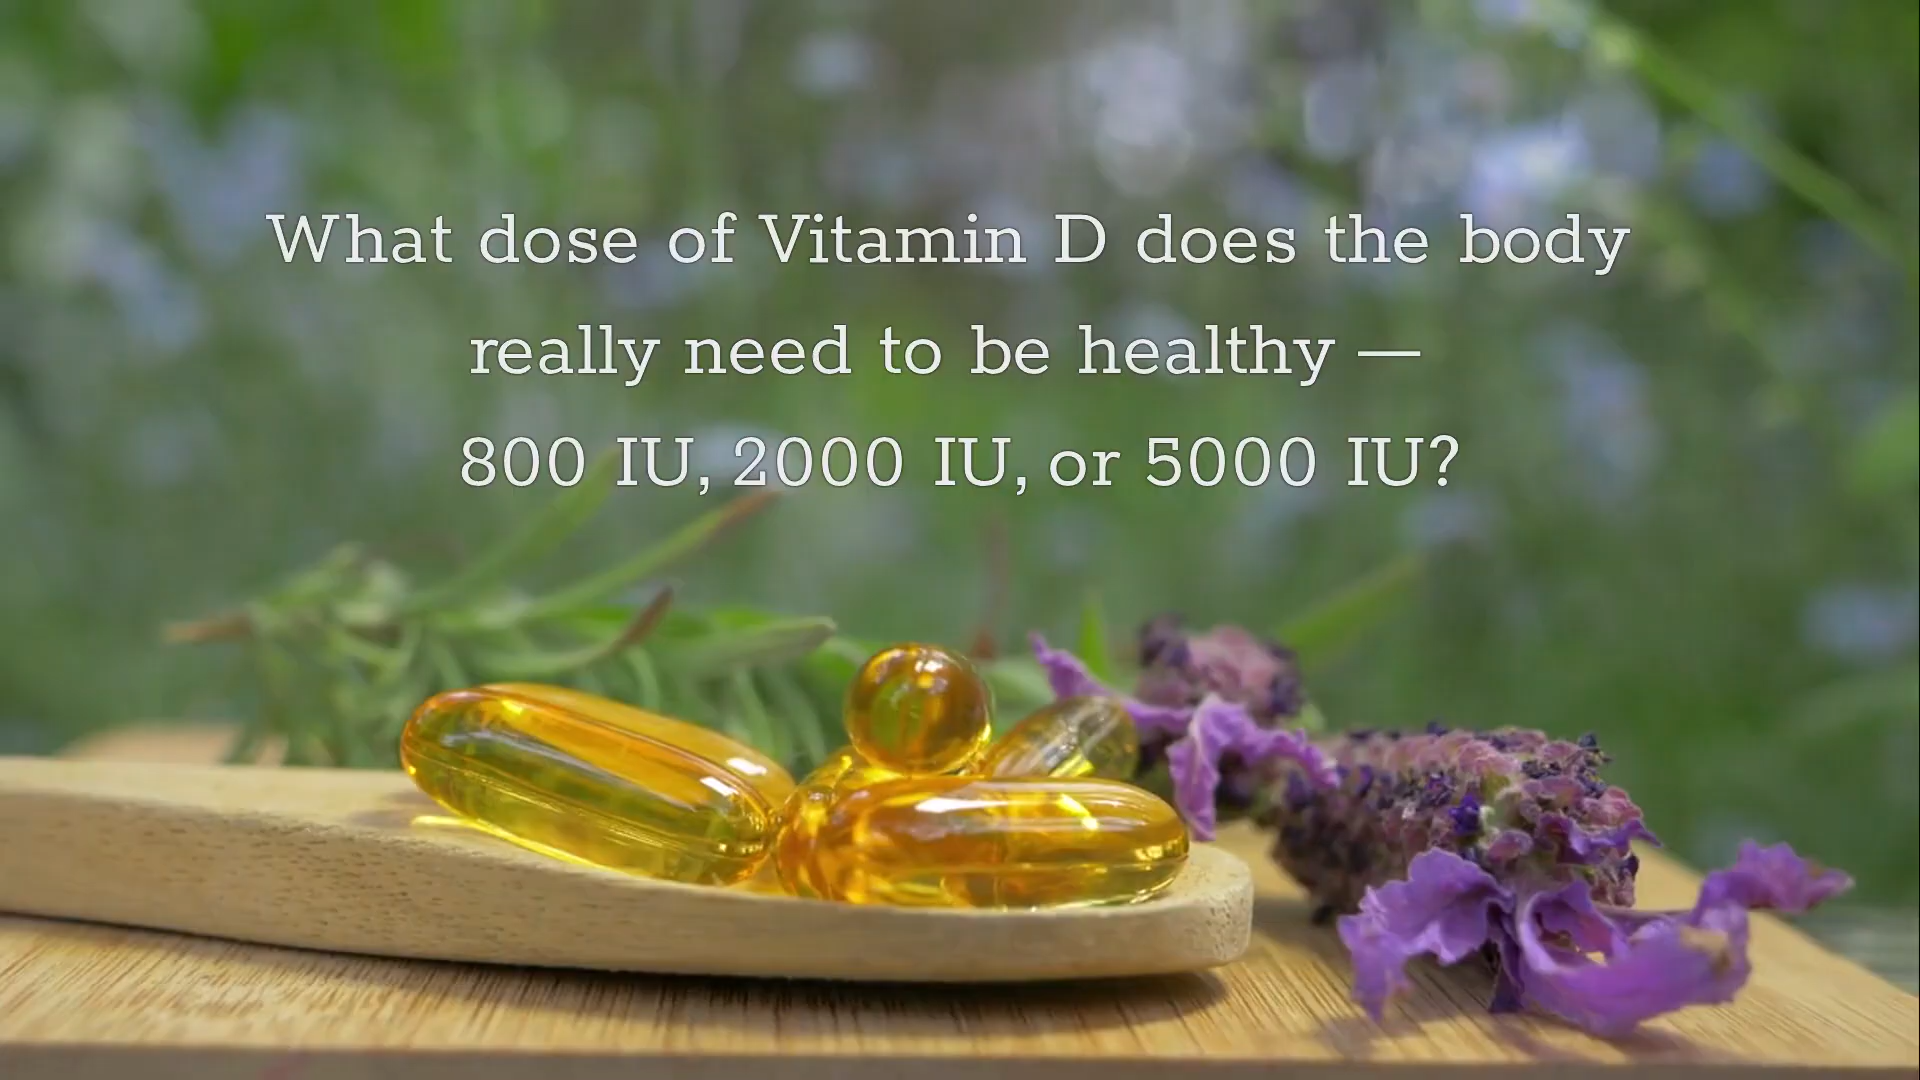 What dose of Vitamin D does the body
really need to be healthy —
800 IU, 2000 IU, or 5000 IU?